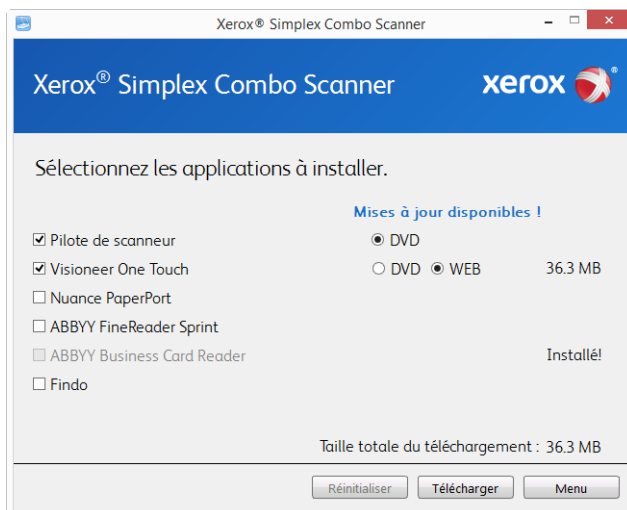 Xerox® Simplex Combo Scanner
Xerox® Simplex Combo Scanner xerox
Sélectionnez les applications à installer.
Mises à jour disponibles !
Pilote de scanneur DVD
Visioneer One Touch DVD WEB 36.3 MB
Nuance PaperPort
ABBYY FineReader Sprint
ABBYY Business Card Reader Installé!
Findo
Taille totale du téléchargement : 36.3 MB
Réinitialiser Télécharger Menu